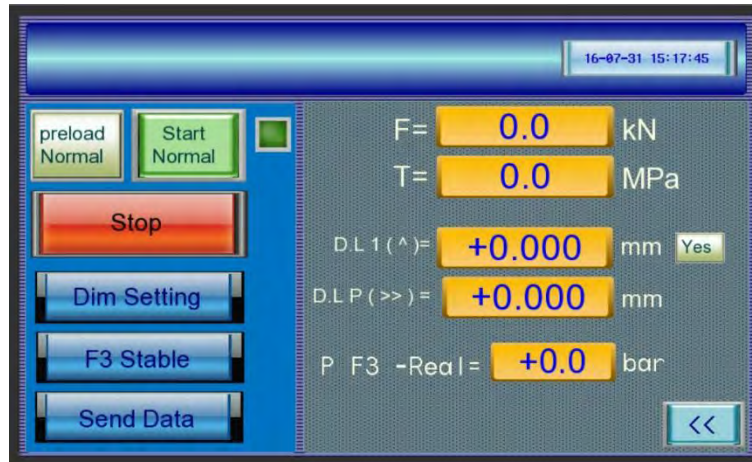 16-07-31 15:17:45
preload
Normal
Start
Normal
Stop
Dim Setting
F3 Stable
Send Data
F= 0.0 kN
T= 0.0 MPa
D.L 1 ( ^ )= +0.000 mm Yes
D.L P ( >> ) = +0.000 mm
P F3 -Real= +0.0 bar
<<